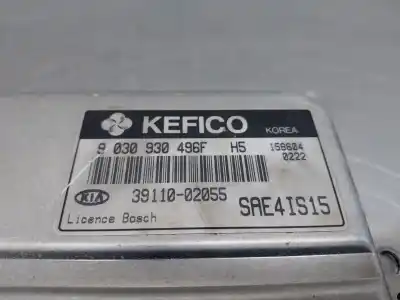 KEFICO KOREA
9 030 930 496F H5 159604
0222
KIA 39110-02055
Licence Bosch SAE4IS15